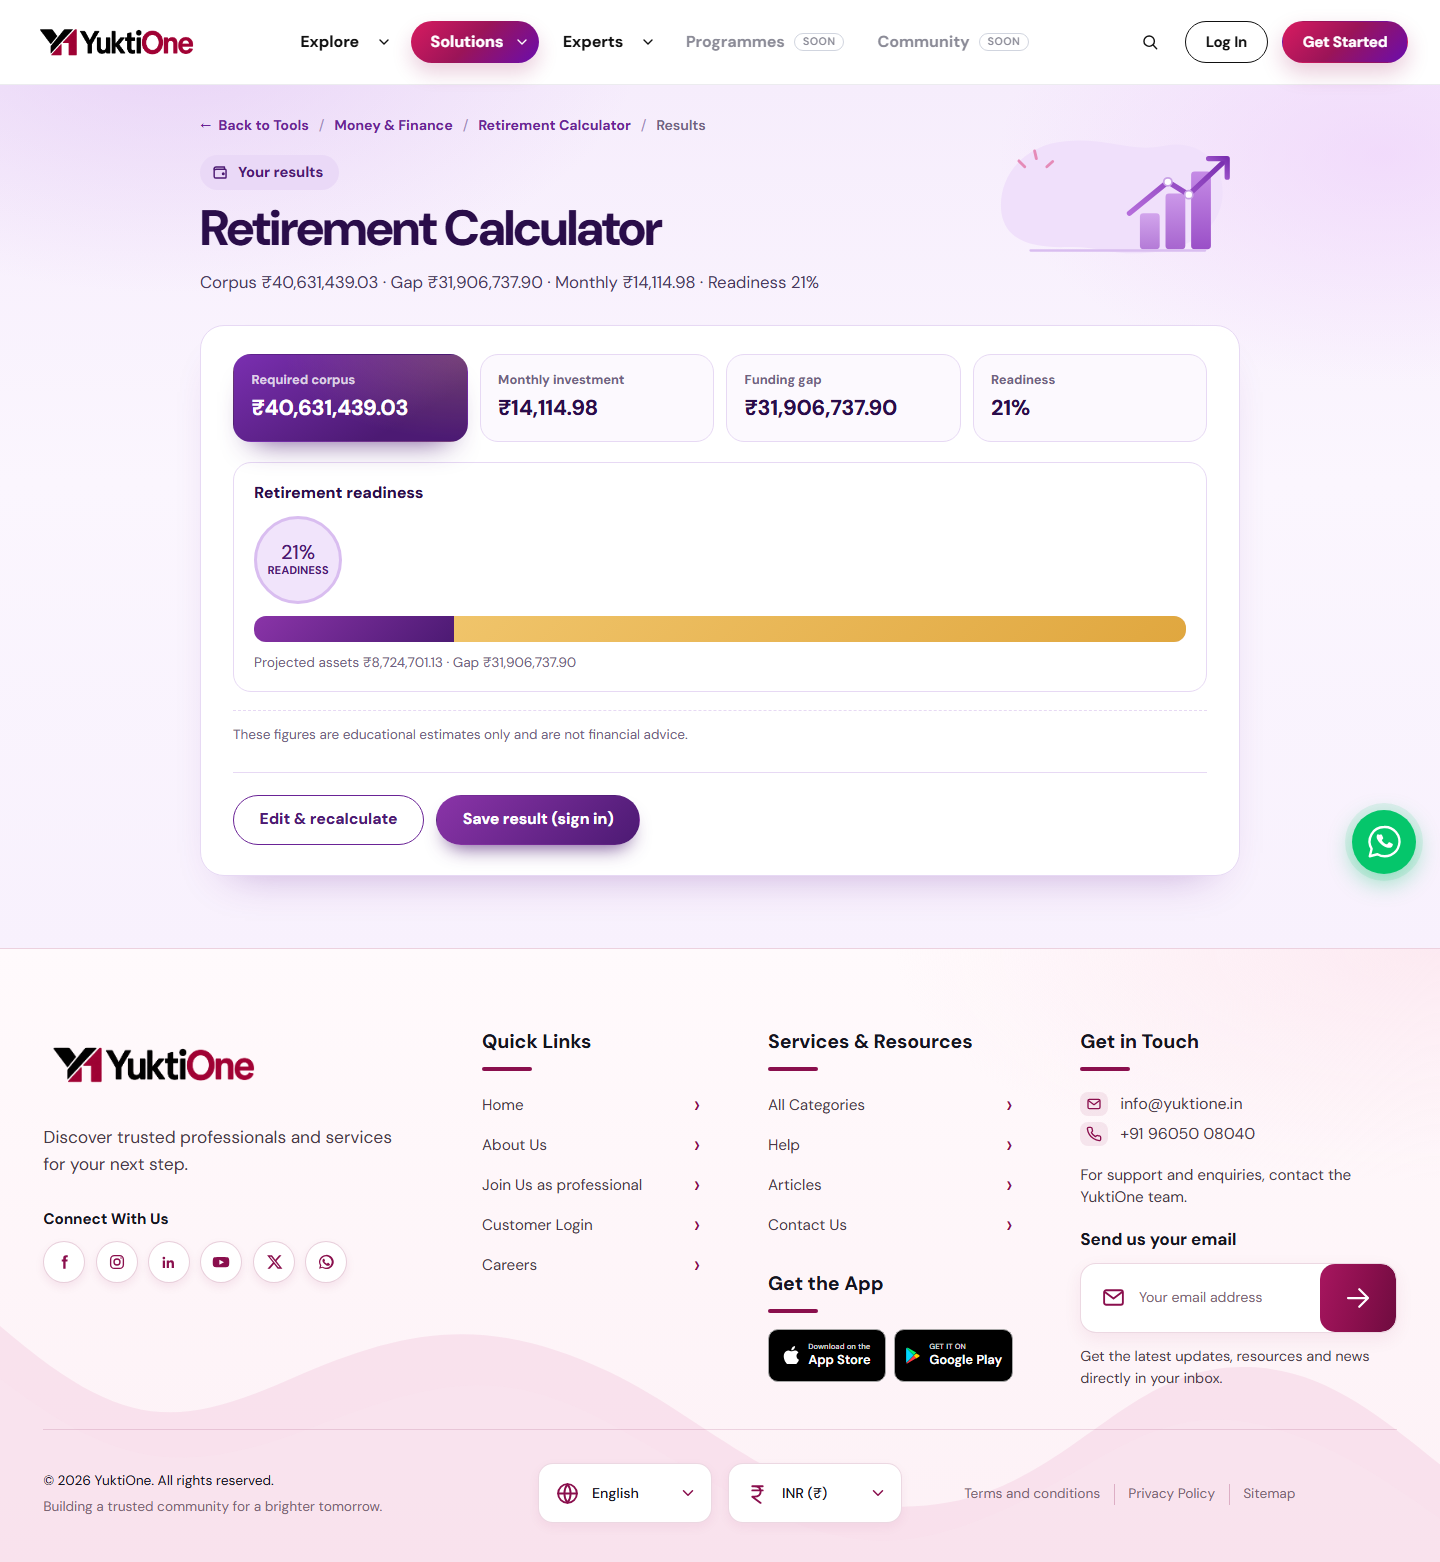 YuktiOne
Explore
Solutions
Experts
Programmes SOON
Community SOON
Log In
Get Started
← Back to Tools / Money & Finance / Retirement Calculator / Results
Your results
Retirement Calculator
Corpus ₹40,631,439.03 · Gap ₹31,906,737.90 · Monthly ₹14,114.98 · Readiness 21%
Required corpus
₹40,631,439.03
Monthly investment
₹14,114.98
Funding gap
₹31,906,737.90
Readiness
21%
Retirement readiness
21%
READINESS
Projected assets ₹8,724,701.13 · Gap ₹31,906,737.90
These figures are educational estimates only and are not financial advice.
Edit & recalculate
Save result (sign in)
YuktiOne
Discover trusted professionals and services
for your next step.
Connect With Us
Quick Links
Home
About Us
Join Us as professional
Customer Login
Careers
Services & Resources
All Categories
Help
Articles
Contact Us
Get the App
Download on the
App Store
GET IT ON
Google Play
Get in Touch
info@yuktione.in
+91 96050 08040
For support and enquiries, contact the
YuktiOne team.
Send us your email
Your email address
Get the latest updates, resources and news
directly in your inbox.
© 2026 YuktiOne. All rights reserved.
Building a trusted community for a brighter tomorrow.
English
₹ INR (₹)
Terms and conditions
Privacy Policy
Sitemap